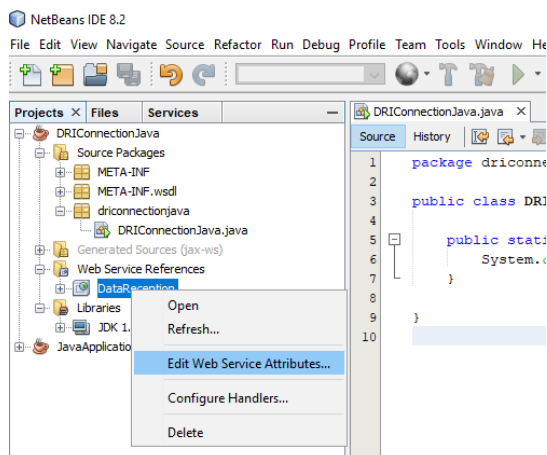 NetBeans IDE 8.2
File Edit View Navigate Source Refactor Run Debug Profile Team Tools Window He
Projects × Files Services
DRIConnectionJava
Source Packages
META-INF
META-INF.wsdl
driconnectionjava
DRIConnectionJava.java
Generated Sources (jax-ws)
Web Service References
DataReception
Libraries
JDK 1.
JavaApplicatio
Open
Refresh...
Edit Web Service Attributes...
Configure Handlers...
Delete
DRIConnectionJava.java ×
Source History
1 package driconne
2
3 public class DRI
4
5 public stati
6 System.o
7 }
8
9 }
10